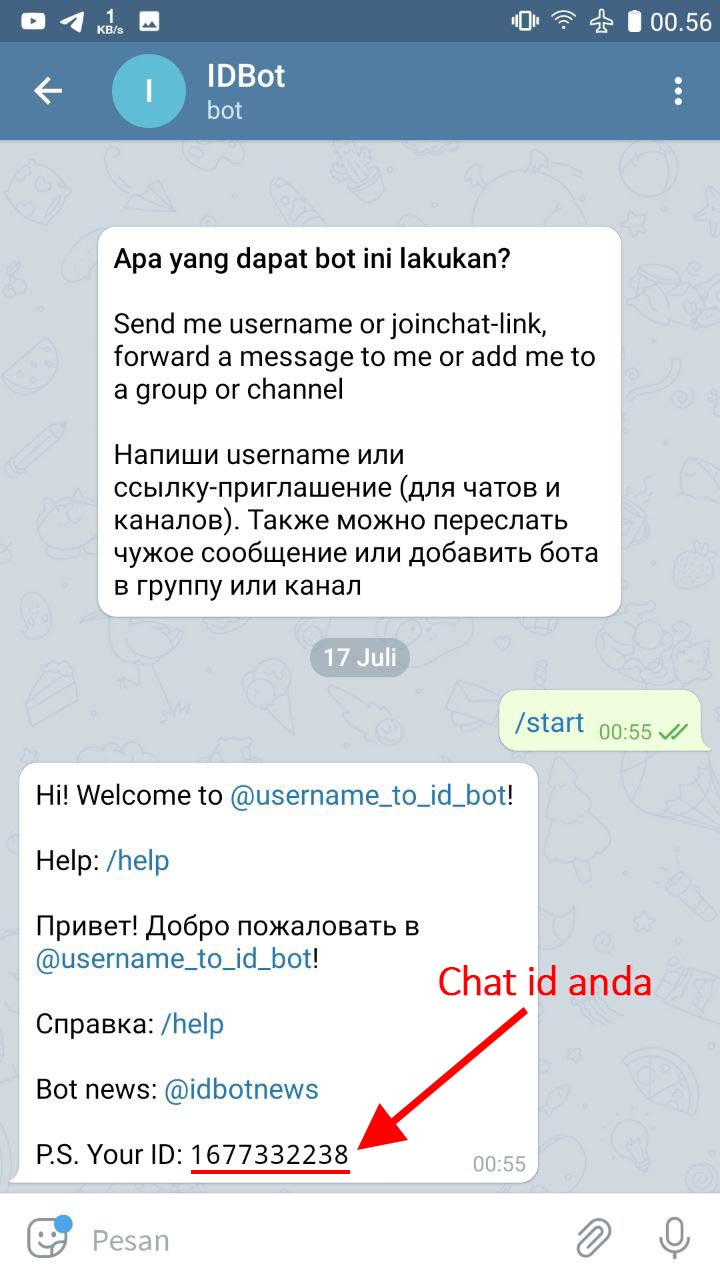 1
KB/s
00.56
I
IDBot
bot
Apa yang dapat bot ini lakukan?
Send me username or joinchat-link,
forward a message to me or add me to
a group or channel
Напиши username или
ссылку-приглашение (для чатов и
каналов). Также можно переслать
чужое сообщение или добавить бота
в группу или канал
17 Juli
/start 00:55
Hi! Welcome to @username_to_id_bot!
Help: /help
Привет! Добро пожаловать в
@username_to_id_bot!
Chat id anda
Справка: /help
Bot news: @idbotnews
P.S. Your ID: 1677332238
00:55
Pesan